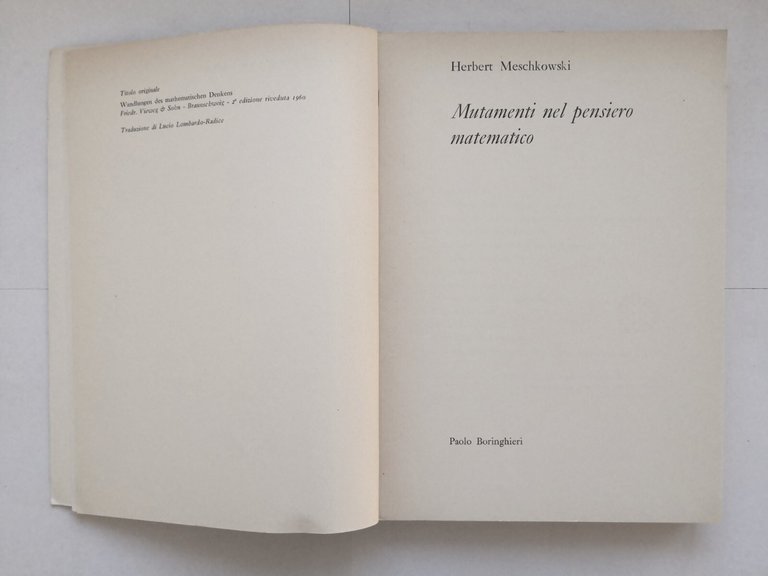 Titolo originale
Wandlungen des mathematischen Denkens
Friedr. Vieweg & Sohn - Braunschweig - 2ª edizione riveduta 1960
Traduzione di Lucio Lombardo-Radice
Herbert Meschkowski
Mutamenti nel pensiero
matematico
Paolo Boringhieri